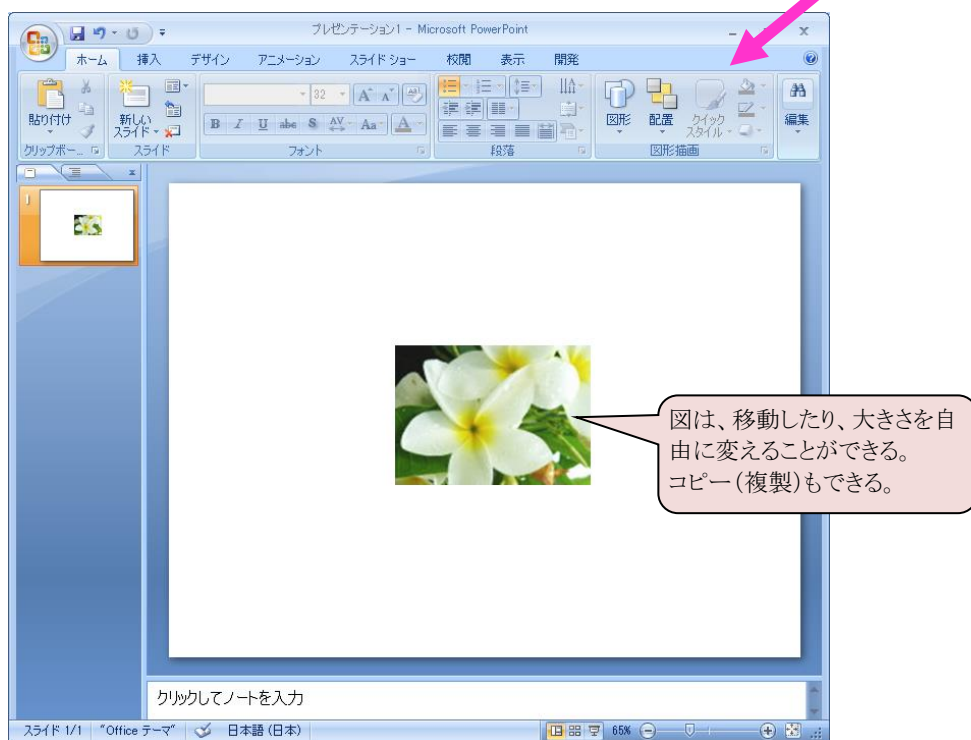 プレゼンテーション1 - Microsoft PowerPoint
ホーム 挿入 デザイン アニメーション スライド ショー 校閲 表示 開発
貼り付け
新しい
スライド
32
B I U abe S AV Aa A
図形
配置
クイック
スタイル
編集
クリップボー... スライド フォント 段落 図形描画
1
図は、移動したり、大きさを自
由に変えることができる。
コピー(複製)もできる。
クリックしてノートを入力
スライド 1/1 "Office テーマ" 日本語 (日本) 65%